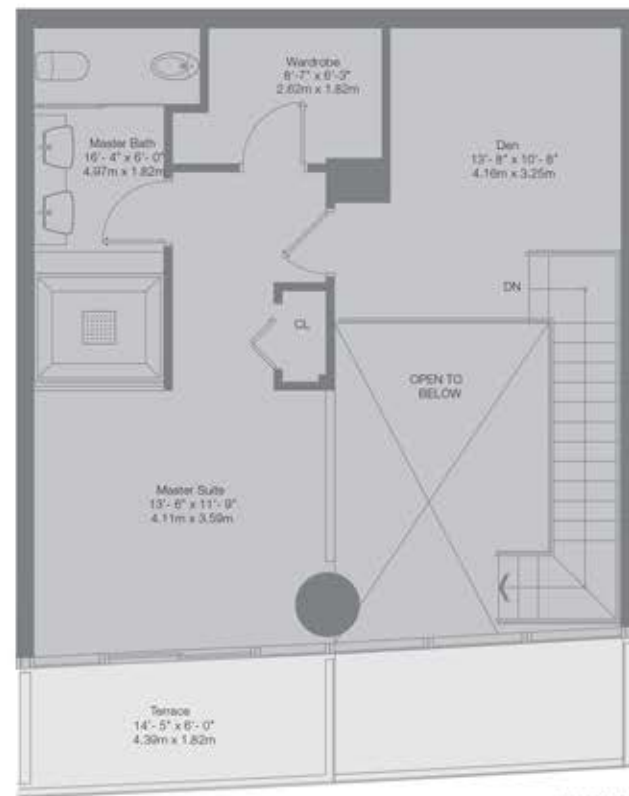 Wardrobe
8'-7" x 6'-3"
2.62m x 1.82m
Master Bath
16'- 4" x 6'- 0"
4.97m x 1.82m
Den
13'- 8" x 10'- 8"
4.16m x 3.25m
DN
CL
OPEN TO
BELOW
Master Suite
13'- 6" x 11'- 9"
4.11m x 3.59m
Terrace
14'- 5" x 6'- 0"
4.39m x 1.82m